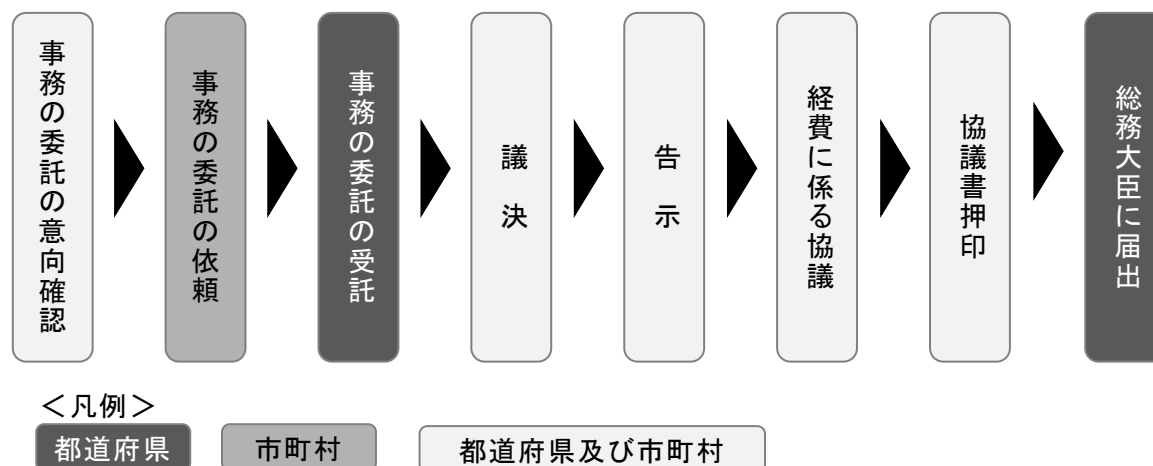 事務の委託の意向確認
事務の委託の依頼
事務の委託の受託
議決
告示
経費に係る協議
協議書押印
総務大臣に届出
＜凡例＞
都道府県
市町村
都道府県及び市町村